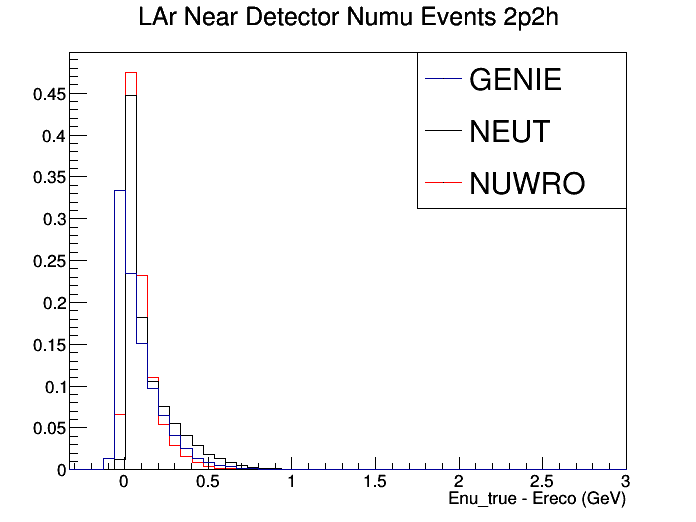 LAr Near Detector Numu Events 2p2h
GENIE
NEUT
NUWRO
0.45
0.4
0.35
0.3
0.25
0.2
0.15
0.1
0.05
0
0 0.5 1 1.5 2 2.5 3
Enu_true - Ereco (GeV)